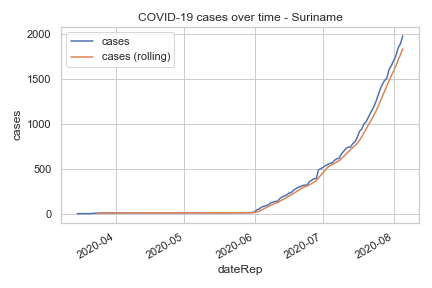 COVID-19 cases over time - Suriname
cases
cases (rolling)
2000
1500
1000
500
0
cases
2020-04
2020-05
2020-06
2020-07
2020-08
dateRep